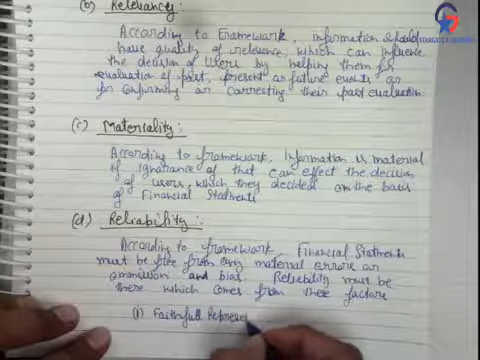 (b) Relevancy :
According to Framework, information should
have quality of relevance, which can influence
the decision of users by helping them for
evaluation of past, present or future events or
for confirming or correcting their past evaluation
(c) Materiality :
According to framework, Information is material
if ignorance of that can effect the decision
of users, which they decided on the basis
of Financial Statments
(d) Reliability :
According to framework, Financial Statments
must be free from any material errors or
ommission and bias. Reliability must be
there which comes from these factors
(1) Faithfull Represe